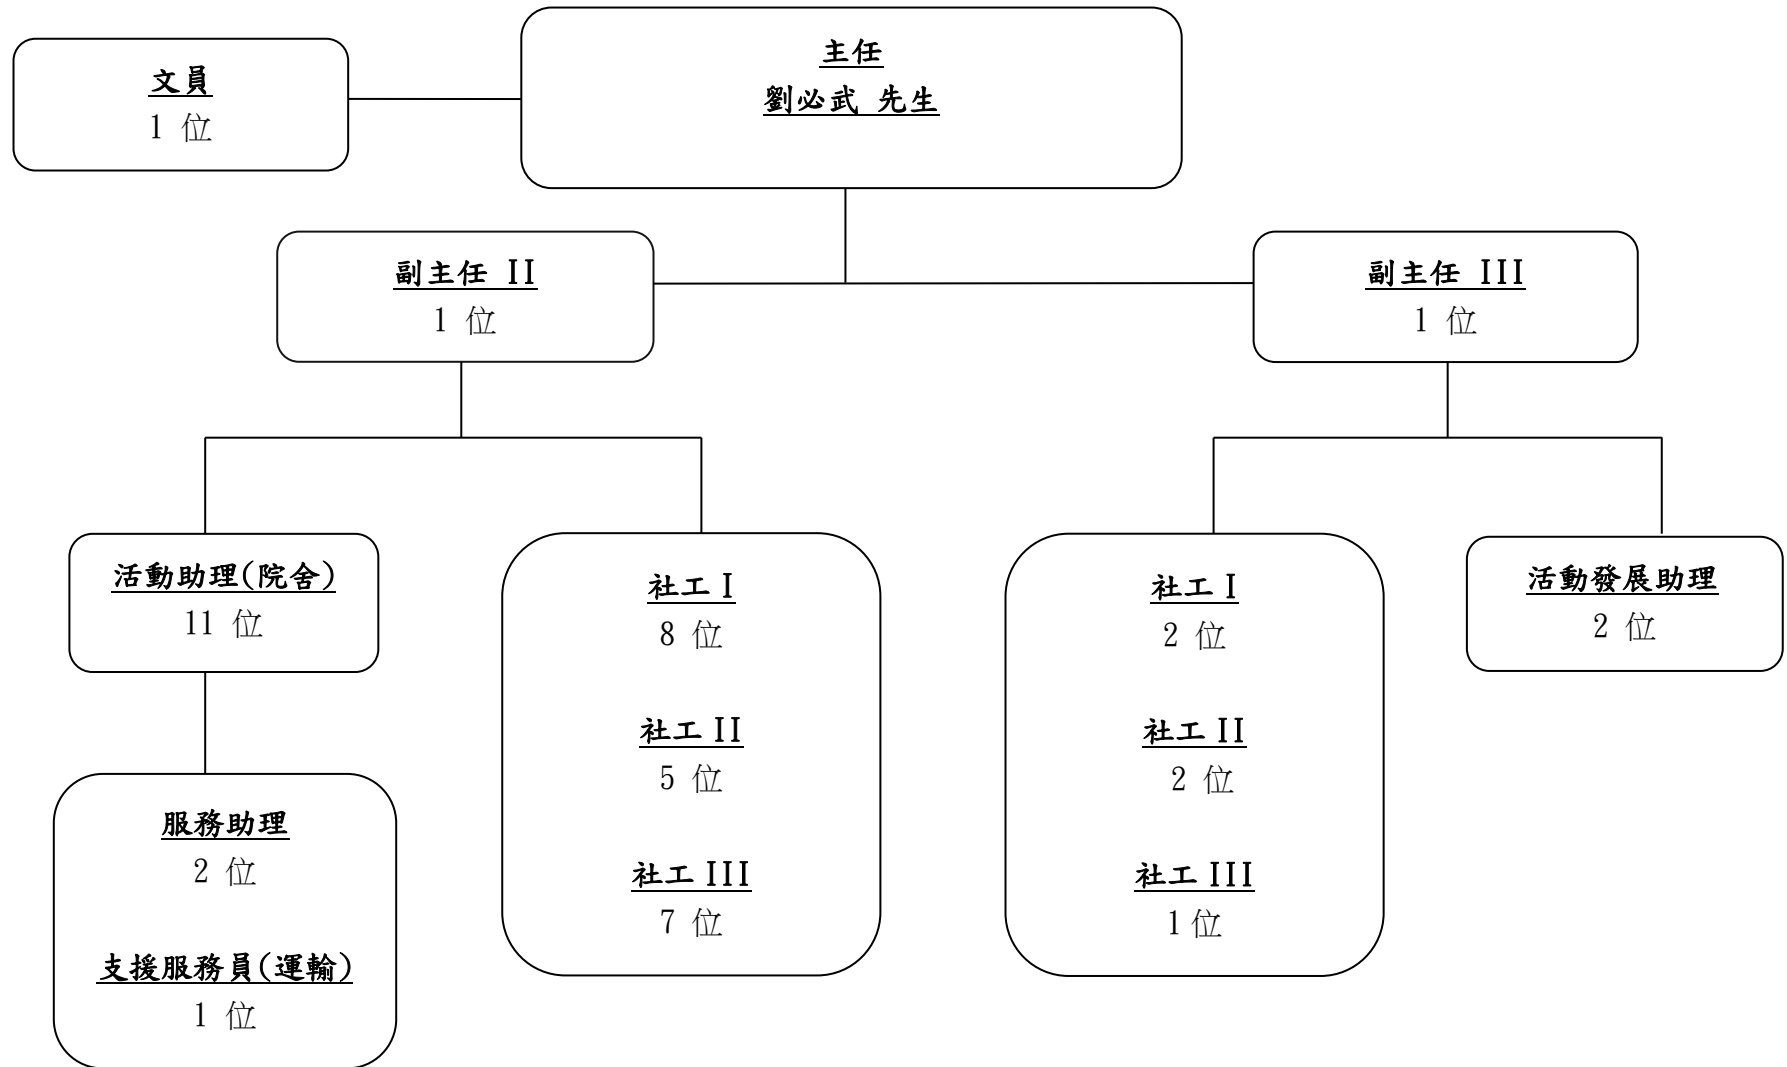 主任
劉必武 先生
文員
1 位
副主任 II
1 位
副主任 III
1 位
活動助理(院舍)
11 位
社工 I
8 位
社工 II
5 位
社工 III
7 位
社工 I
2 位
社工 II
2 位
社工 III
1 位
活動發展助理
2 位
服務助理
2 位
支援服務員(運輸)
1 位